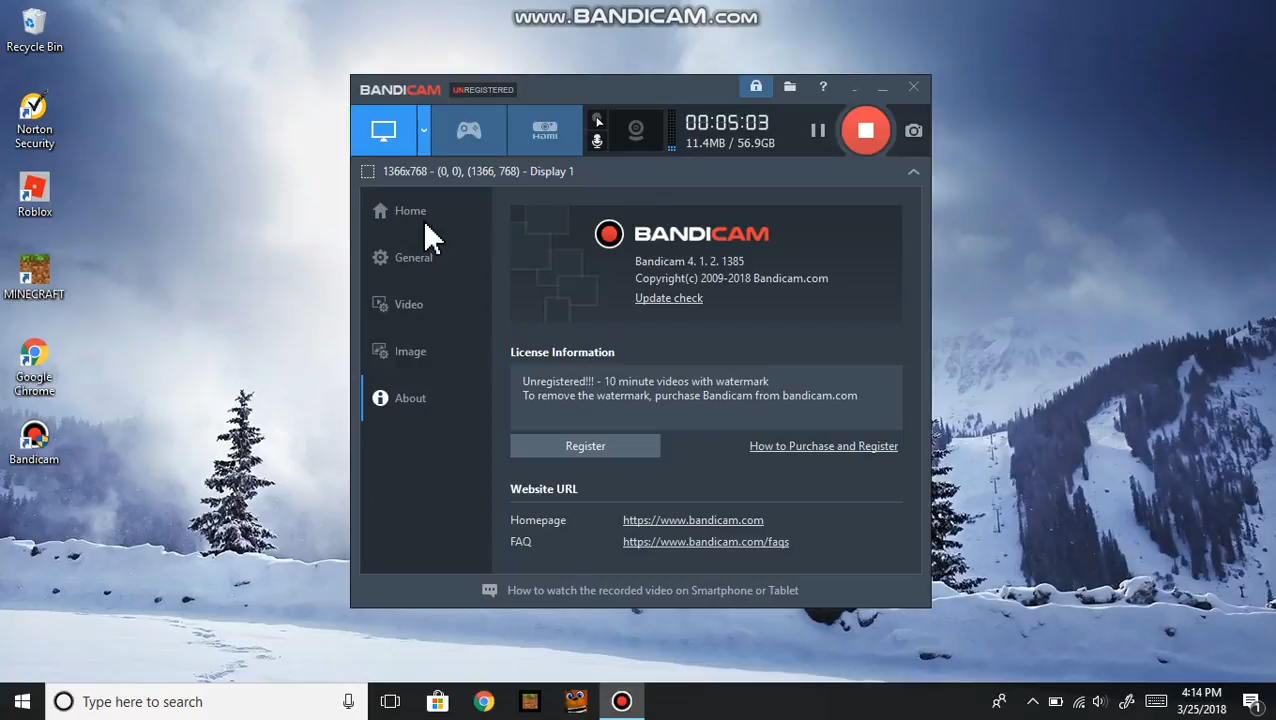 www.BANDICAM.com
Recycle Bin
Norton
Security
Roblox
MINECRAFT
Google
Chrome
Bandicam
BANDICAM UNREGISTERED
?
HDMI
00:05:03
11.4MB / 56.9GB
1366x768 - (0, 0), (1366, 768) - Display 1
Home
General
Video
Image
About
BANDICAM
Bandicam 4. 1. 2. 1385
Copyright(c) 2009-2018 Bandicam.com
Update check
License Information
Unregistered!!! - 10 minute videos with watermark
To remove the watermark, purchase Bandicam from bandicam.com
Register
How to Purchase and Register
Website URL
Homepage https://www.bandicam.com
FAQ https://www.bandicam.com/faqs
How to watch the recorded video on Smartphone or Tablet
Type here to search
4:14 PM
3/25/2018
1